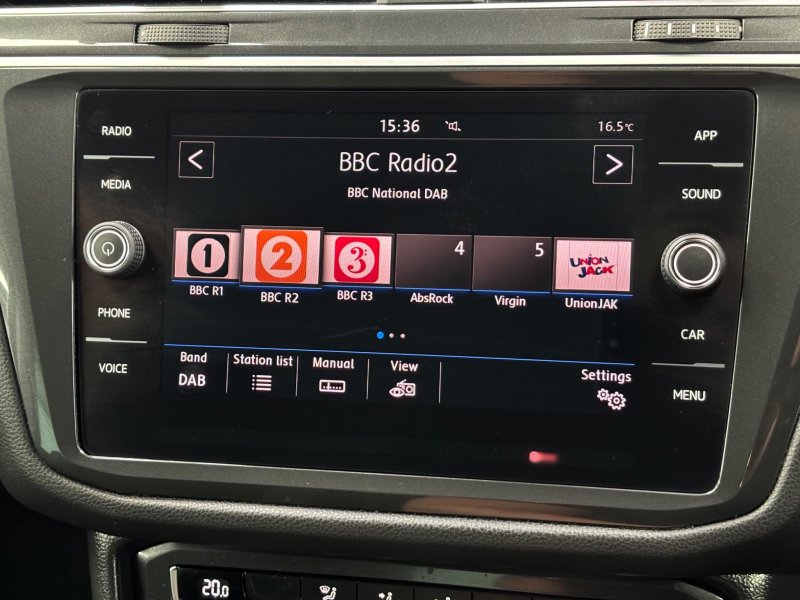 RADIO
MEDIA
PHONE
VOICE
APP
SOUND
CAR
MENU
15:36
16.5°C
<
BBC Radio2
>
BBC National DAB
1
2
3
4
5
UNION JACK
BBC R1
BBC R2
BBC R3
AbsRock
Virgin
UnionJAK
Band
DAB
Station list
Manual
View
Settings
20.0